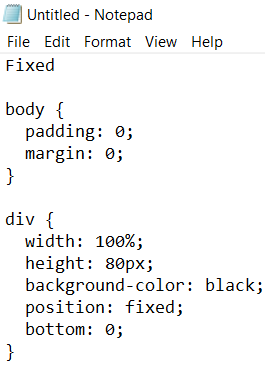 Untitled - Notepad
File Edit Format View Help
Fixed

body {
  padding: 0;
  margin: 0;
}

div {
  width: 100%;
  height: 80px;
  background-color: black;
  position: fixed;
  bottom: 0;
}